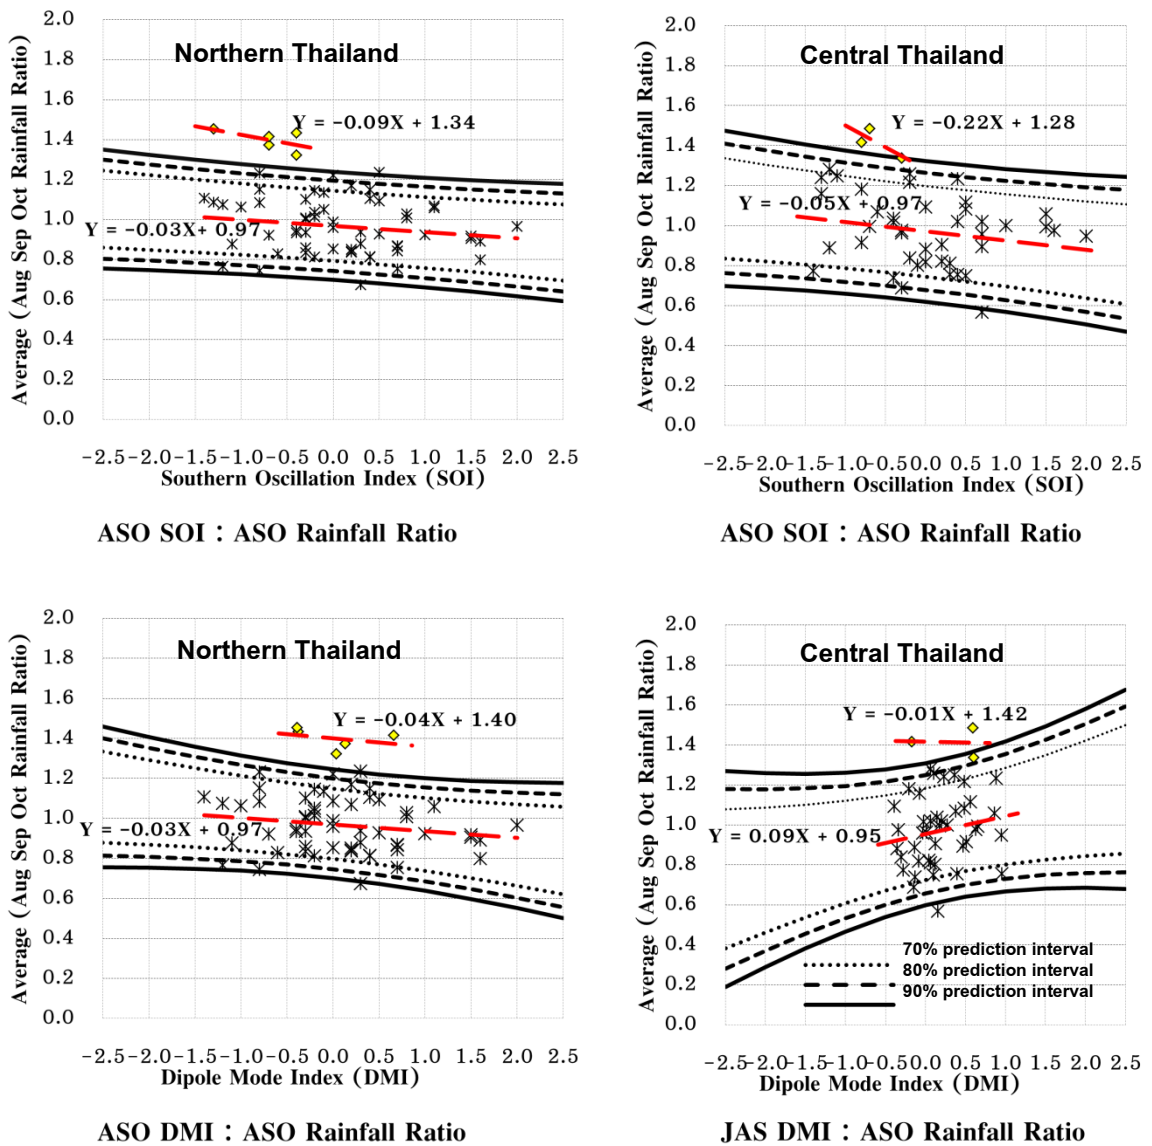 Northern Thailand
Average (Aug Sep Oct Rainfall Ratio)
2.0
1.8
1.6
1.4
1.2
1.0
0.8
0.6
0.4
0.2
0.0
Y = −0.09X + 1.34
Y = −0.03X+ 0.97
−2.5 −2.0 −1.5 −1.0 −0.5 0.0 0.5 1.0 1.5 2.0 2.5
Southern Oscillation Index (SOI)
ASO SOI : ASO Rainfall Ratio
Central Thailand
Average (Aug Sep Oct Rainfall Ratio)
2.0
1.8
1.6
1.4
1.2
1.0
0.8
0.6
0.4
0.2
0.0
Y = −0.22X + 1.28
Y = −0.05X + 0.97
−2.5−2.0−1.5−1.0−0.50.0 0.5 1.0 1.5 2.0 2.5
Southern Oscillation Index (SOI)
ASO SOI : ASO Rainfall Ratio
Northern Thailand
Average (Aug Sep Oct Rainfall Ratio)
2.0
1.8
1.6
1.4
1.2
1.0
0.8
0.6
0.4
0.2
0.0
Y = −0.04X + 1.40
Y = −0.03X + 0.97
−2.5−2.0−1.5−1.0−0.5 0.0 0.5 1.0 1.5 2.0 2.5
Dipole Mode Index (DMI)
ASO DMI : ASO Rainfall Ratio
Central Thailand
Average (Aug Sep Oct Rainfall Ratio)
2.0
1.8
1.6
1.4
1.2
1.0
0.8
0.6
0.4
0.2
0.0
Y = −0.01X + 1.42
Y = 0.09X + 0.95
70% prediction interval
80% prediction interval
90% prediction interval
−2.5−2.0−1.5−1.0−0.50.0 0.5 1.0 1.5 2.0 2.5
Dipole Mode Index (DMI)
JAS DMI : ASO Rainfall Ratio